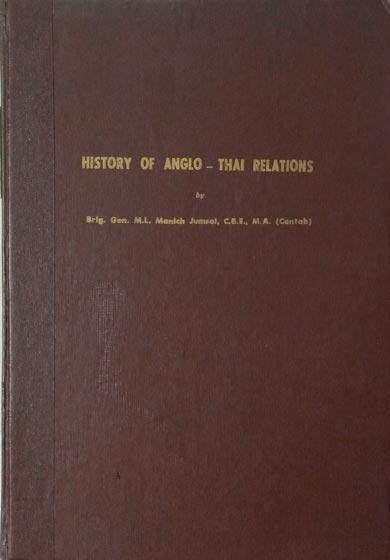 HISTORY OF ANGLO – THAI RELATIONS
by
Brig. Gen. M.L. Manich Jumsai, C.B.E., M.A. (Cantab)